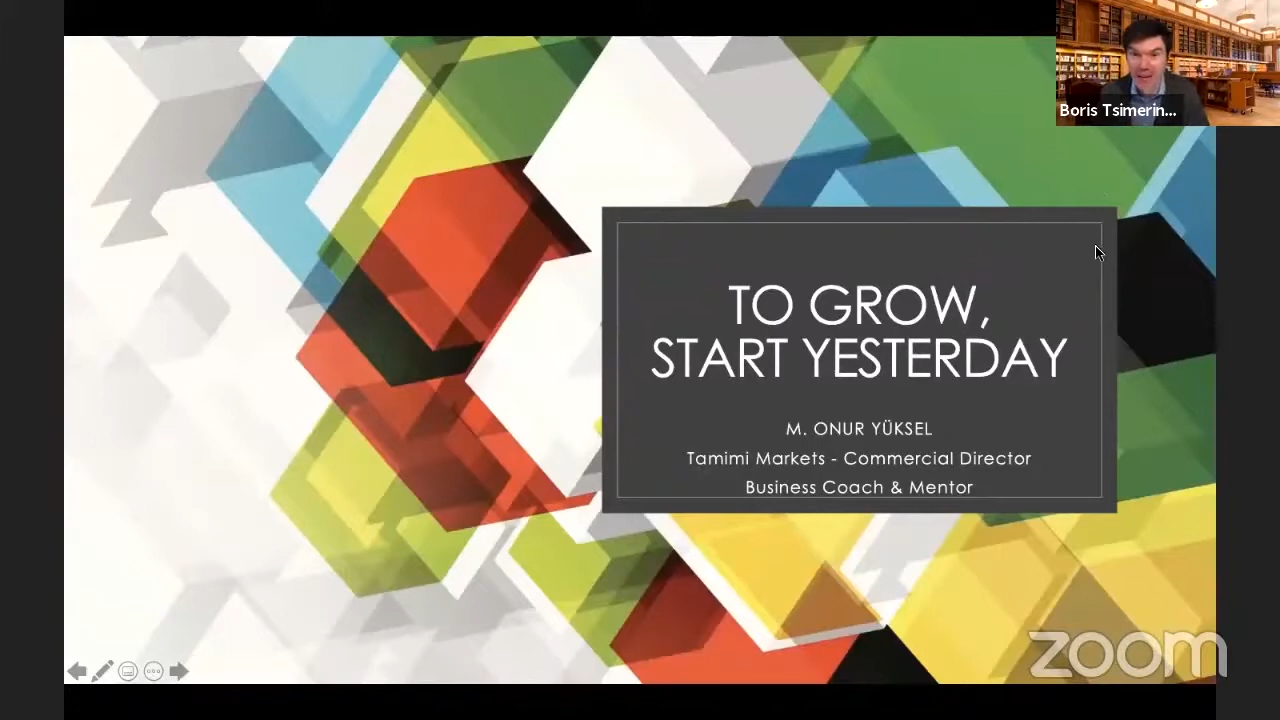 Boris Tsimerin...
TO GROW,
START YESTERDAY
M. ONUR YÜKSEL
Tamimi Markets - Commercial Director
Business Coach & Mentor
zoom